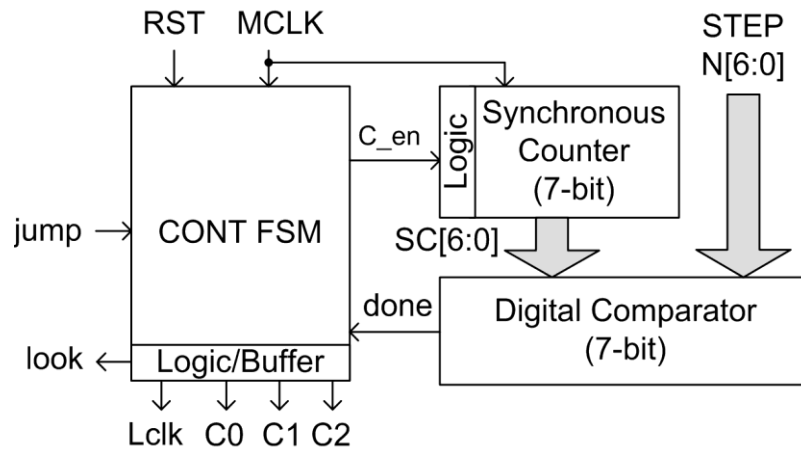 RST MCLK
STEP
N[6:0]
C_en
Logic
Synchronous
Counter
(7-bit)
jump
CONT FSM
SC[6:0]
done
Digital Comparator
(7-bit)
look
Logic/Buffer
Lclk C0 C1 C2